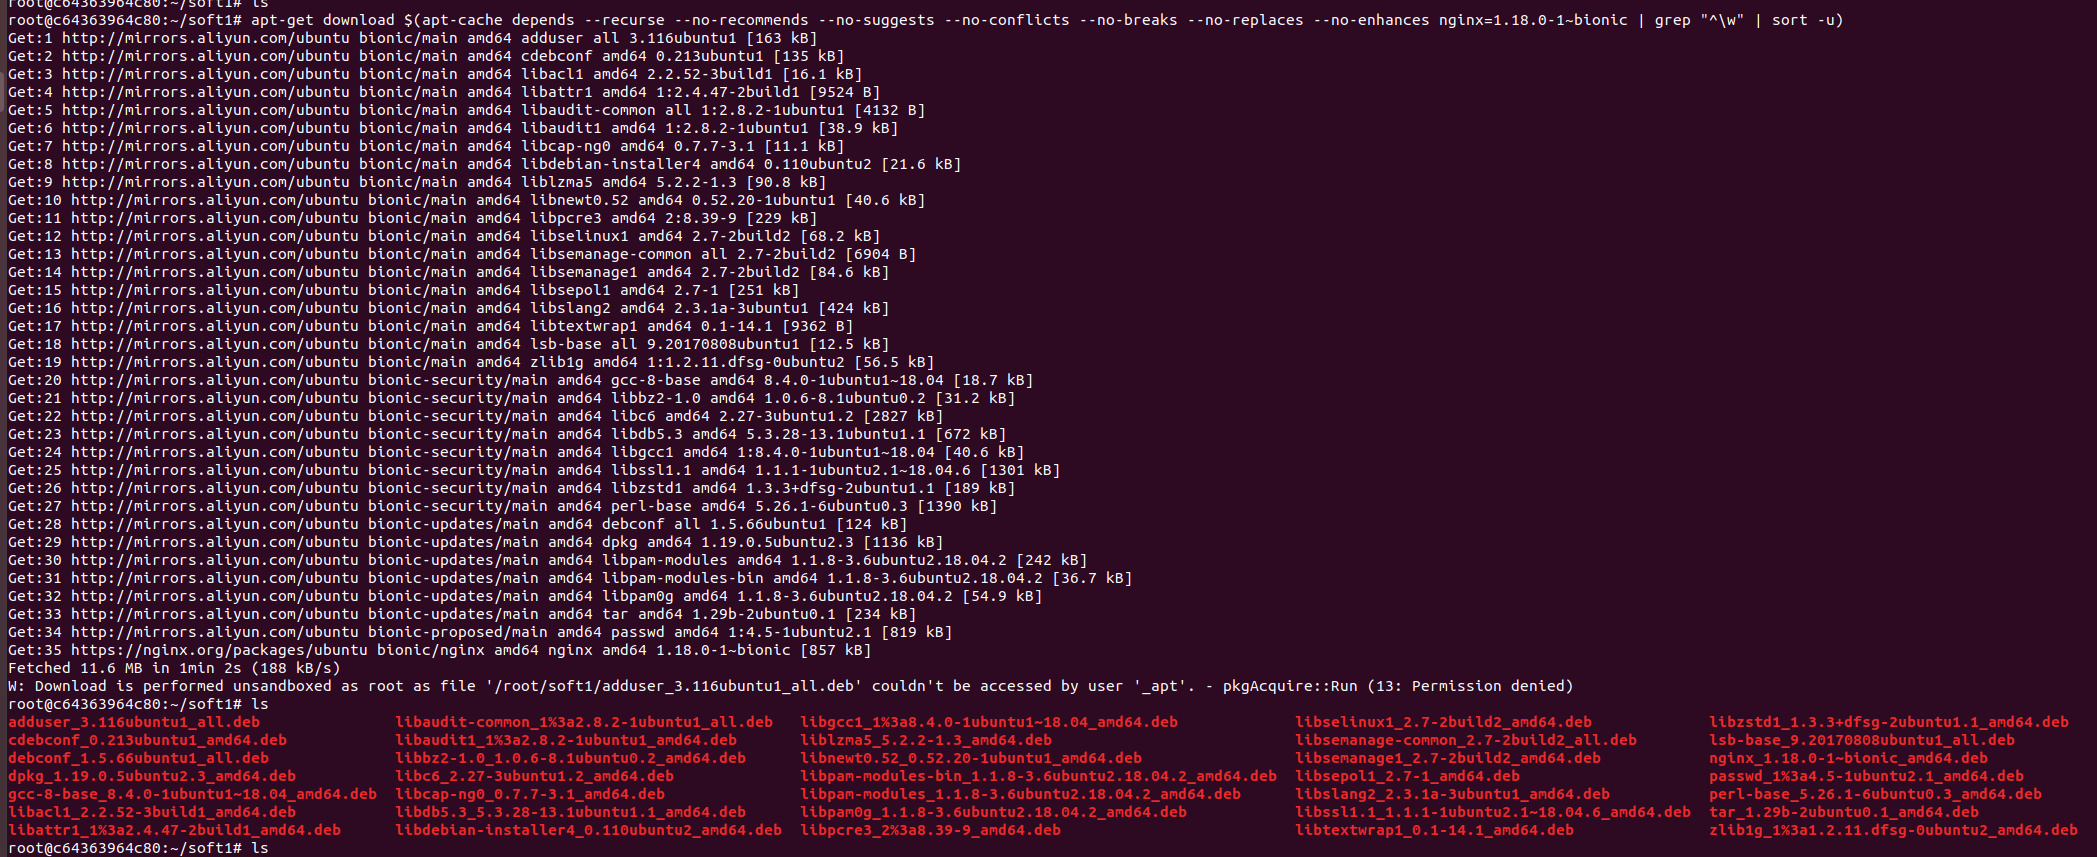 root@c64363964c80:~/soft1# ls
root@c64363964c80:~/soft1# apt-get download $(apt-cache depends --recurse --no-recommends --no-suggests --no-conflicts --no-breaks --no-replaces --no-enhances nginx=1.18.0-1~bionic | grep "^\w" | sort -u)
Get:1 http://mirrors.aliyun.com/ubuntu bionic/main amd64 adduser all 3.116ubuntu1 [163 kB]
Get:2 http://mirrors.aliyun.com/ubuntu bionic/main amd64 cdebconf amd64 0.213ubuntu1 [135 kB]
Get:3 http://mirrors.aliyun.com/ubuntu bionic/main amd64 libacl1 amd64 2.2.52-3build1 [16.1 kB]
Get:4 http://mirrors.aliyun.com/ubuntu bionic/main amd64 libattr1 amd64 1:2.4.47-2build1 [9524 B]
Get:5 http://mirrors.aliyun.com/ubuntu bionic/main amd64 libaudit-common all 1:2.8.2-1ubuntu1 [4132 B]
Get:6 http://mirrors.aliyun.com/ubuntu bionic/main amd64 libaudit1 amd64 1:2.8.2-1ubuntu1 [38.9 kB]
Get:7 http://mirrors.aliyun.com/ubuntu bionic/main amd64 libcap-ng0 amd64 0.7.7-3.1 [11.1 kB]
Get:8 http://mirrors.aliyun.com/ubuntu bionic/main amd64 libdebian-installer4 amd64 0.110ubuntu2 [21.6 kB]
Get:9 http://mirrors.aliyun.com/ubuntu bionic/main amd64 liblzma5 amd64 5.2.2-1.3 [90.8 kB]
Get:10 http://mirrors.aliyun.com/ubuntu bionic/main amd64 libnewt0.52 amd64 0.52.20-1ubuntu1 [40.6 kB]
Get:11 http://mirrors.aliyun.com/ubuntu bionic/main amd64 libpcre3 amd64 2:8.39-9 [229 kB]
Get:12 http://mirrors.aliyun.com/ubuntu bionic/main amd64 libselinux1 amd64 2.7-2build2 [68.2 kB]
Get:13 http://mirrors.aliyun.com/ubuntu bionic/main amd64 libsemanage-common all 2.7-2build2 [6904 B]
Get:14 http://mirrors.aliyun.com/ubuntu bionic/main amd64 libsemanage1 amd64 2.7-2build2 [84.6 kB]
Get:15 http://mirrors.aliyun.com/ubuntu bionic/main amd64 libsepol1 amd64 2.7-1 [251 kB]
Get:16 http://mirrors.aliyun.com/ubuntu bionic/main amd64 libslang2 amd64 2.3.1a-3ubuntu1 [424 kB]
Get:17 http://mirrors.aliyun.com/ubuntu bionic/main amd64 libtextwrap1 amd64 0.1-14.1 [9362 B]
Get:18 http://mirrors.aliyun.com/ubuntu bionic/main amd64 lsb-base all 9.20170808ubuntu1 [12.5 kB]
Get:19 http://mirrors.aliyun.com/ubuntu bionic/main amd64 zlib1g amd64 1:1.2.11.dfsg-0ubuntu2 [56.5 kB]
Get:20 http://mirrors.aliyun.com/ubuntu bionic-security/main amd64 gcc-8-base amd64 8.4.0-1ubuntu1~18.04 [18.7 kB]
Get:21 http://mirrors.aliyun.com/ubuntu bionic-security/main amd64 libbz2-1.0 amd64 1.0.6-8.1ubuntu0.2 [31.2 kB]
Get:22 http://mirrors.aliyun.com/ubuntu bionic-security/main amd64 libc6 amd64 2.27-3ubuntu1.2 [2827 kB]
Get:23 http://mirrors.aliyun.com/ubuntu bionic-security/main amd64 libdb5.3 amd64 5.3.28-13.1ubuntu1.1 [672 kB]
Get:24 http://mirrors.aliyun.com/ubuntu bionic-security/main amd64 libgcc1 amd64 1:8.4.0-1ubuntu1~18.04 [40.6 kB]
Get:25 http://mirrors.aliyun.com/ubuntu bionic-security/main amd64 libssl1.1 amd64 1.1.1-1ubuntu2.1~18.04.6 [1301 kB]
Get:26 http://mirrors.aliyun.com/ubuntu bionic-security/main amd64 libzstd1 amd64 1.3.3+dfsg-2ubuntu1.1 [189 kB]
Get:27 http://mirrors.aliyun.com/ubuntu bionic-security/main amd64 perl-base amd64 5.26.1-6ubuntu0.3 [1390 kB]
Get:28 http://mirrors.aliyun.com/ubuntu bionic-updates/main amd64 debconf all 1.5.66ubuntu1 [124 kB]
Get:29 http://mirrors.aliyun.com/ubuntu bionic-updates/main amd64 dpkg amd64 1.19.0.5ubuntu2.3 [1136 kB]
Get:30 http://mirrors.aliyun.com/ubuntu bionic-updates/main amd64 libpam-modules amd64 1.1.8-3.6ubuntu2.18.04.2 [242 kB]
Get:31 http://mirrors.aliyun.com/ubuntu bionic-updates/main amd64 libpam-modules-bin amd64 1.1.8-3.6ubuntu2.18.04.2 [36.7 kB]
Get:32 http://mirrors.aliyun.com/ubuntu bionic-updates/main amd64 libpam0g amd64 1.1.8-3.6ubuntu2.18.04.2 [54.9 kB]
Get:33 http://mirrors.aliyun.com/ubuntu bionic-updates/main amd64 tar amd64 1.29b-2ubuntu0.1 [234 kB]
Get:34 http://mirrors.aliyun.com/ubuntu bionic-proposed/main amd64 passwd amd64 1:4.5-1ubuntu2.1 [819 kB]
Get:35 https://nginx.org/packages/ubuntu bionic/nginx amd64 nginx amd64 1.18.0-1~bionic [857 kB]
Fetched 11.6 MB in 1min 2s (188 kB/s)
W: Download is performed unsandboxed as root as file '/root/soft1/adduser_3.116ubuntu1_all.deb' couldn't be accessed by user '_apt'. - pkgAcquire::Run (13: Permission denied)
root@c64363964c80:~/soft1# ls
adduser_3.116ubuntu1_all.deb libaudit-common_1%3a2.8.2-1ubuntu1_all.deb libgcc1_1%3a8.4.0-1ubuntu1~18.04_amd64.deb libselinux1_2.7-2build2_amd64.deb libzstd1_1.3.3+dfsg-2ubuntu1.1_amd64.deb
cdebconf_0.213ubuntu1_amd64.deb libaudit1_1%3a2.8.2-1ubuntu1_amd64.deb liblzma5_5.2.2-1.3_amd64.deb libsemanage-common_2.7-2build2_all.deb lsb-base_9.20170808ubuntu1_all.deb
debconf_1.5.66ubuntu1_all.deb libbz2-1.0_1.0.6-8.1ubuntu0.2_amd64.deb libnewt0.52_0.52.20-1ubuntu1_amd64.deb libsemanage1_2.7-2build2_amd64.deb nginx_1.18.0-1~bionic_amd64.deb
dpkg_1.19.0.5ubuntu2.3_amd64.deb libc6_2.27-3ubuntu1.2_amd64.deb libpam-modules-bin_1.1.8-3.6ubuntu2.18.04.2_amd64.deb libsepol1_2.7-1_amd64.deb passwd_1%3a4.5-1ubuntu2.1_amd64.deb
gcc-8-base_8.4.0-1ubuntu1~18.04_amd64.deb libcap-ng0_0.7.7-3.1_amd64.deb libpam-modules_1.1.8-3.6ubuntu2.18.04.2_amd64.deb libslang2_2.3.1a-3ubuntu1_amd64.deb perl-base_5.26.1-6ubuntu0.3_amd64.deb
libacl1_2.2.52-3build1_amd64.deb libdb5.3_5.3.28-13.1ubuntu1.1_amd64.deb libpam0g_1.1.8-3.6ubuntu2.18.04.2_amd64.deb libssl1.1_1.1.1-1ubuntu2.1~18.04.6_amd64.deb tar_1.29b-2ubuntu0.1_amd64.deb
libattr1_1%3a2.4.47-2build1_amd64.deb libdebian-installer4_0.110ubuntu2_amd64.deb libpcre3_2%3a8.39-9_amd64.deb libtextwrap1_0.1-14.1_amd64.deb zlib1g_1%3a1.2.11.dfsg-0ubuntu2_amd64.deb
root@c64363964c80:~/soft1# ls